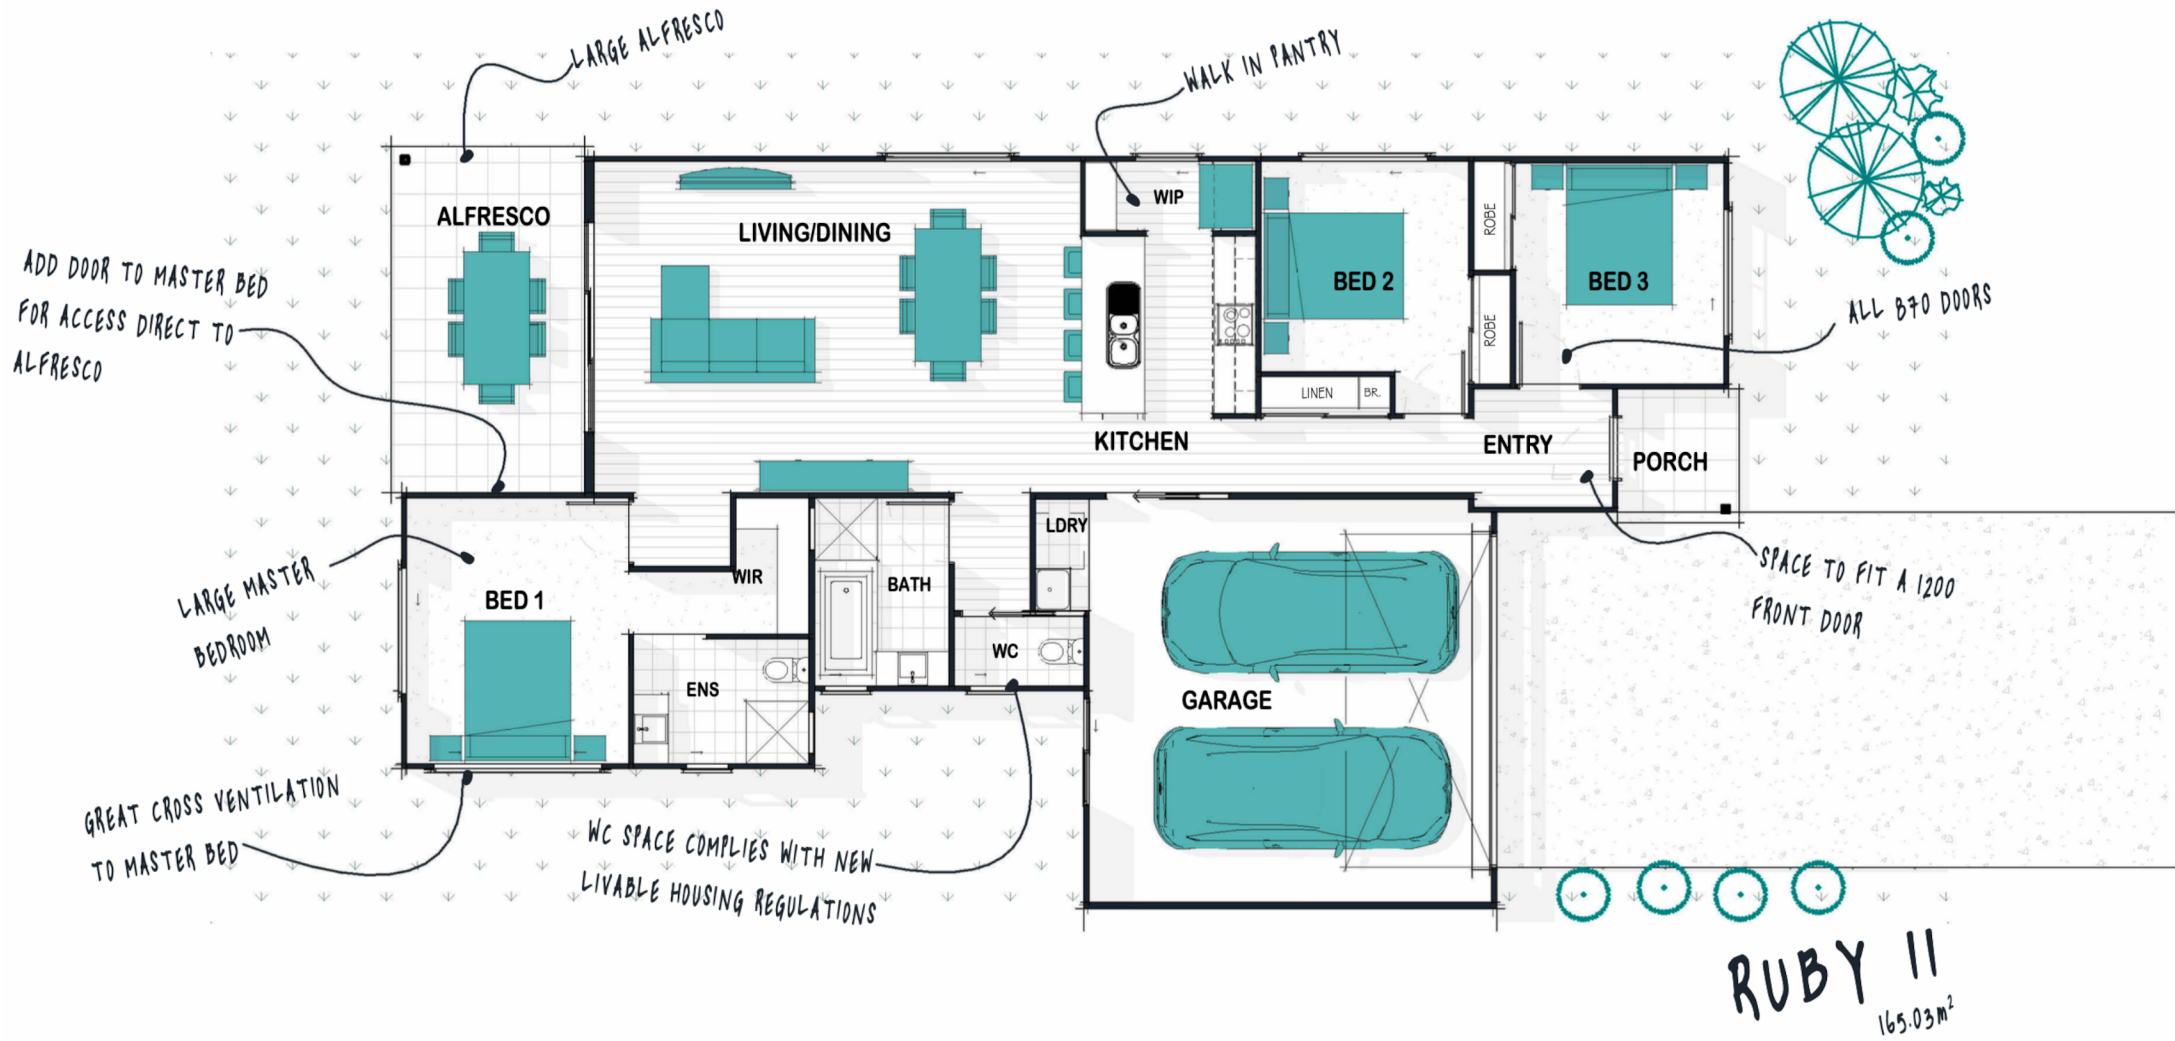 LARGE ALFRESCO
WALK IN PANTRY
WIP
ALFRESCO
LIVING/DINING
ROBE
BED 2
BED 3
ROBE
ADD DOOR TO MASTER BED
FOR ACCESS DIRECT TO
ALFRESCO
ALL 870 DOORS
LINEN
BR.
KITCHEN
ENTRY
PORCH
LDRY
WIR
BATH
BED 1
LARGE MASTER
BEDROOM
SPACE TO FIT A 1200
FRONT DOOR
WC
ENS
GARAGE
GREAT CROSS VENTILATION
TO MASTER BED
WC SPACE COMPLIES WITH NEW
LIVABLE HOUSING REGULATIONS
RUBY II
165.03m²